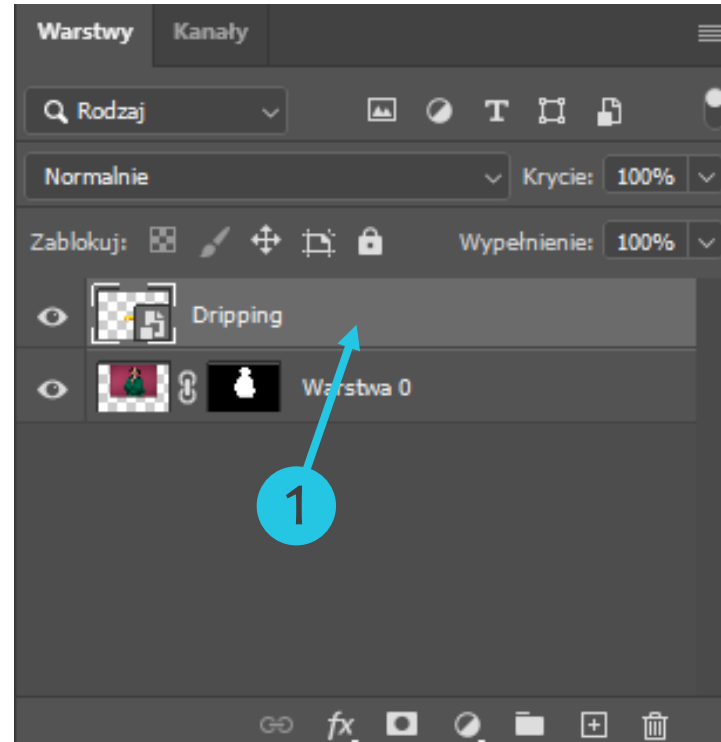 Warstwy Kanały
Rodzaj T
Normalnie Krycie: 100%
Zablokuj: Wypełnienie: 100%
Dripping
Warstwa 0
1
fx